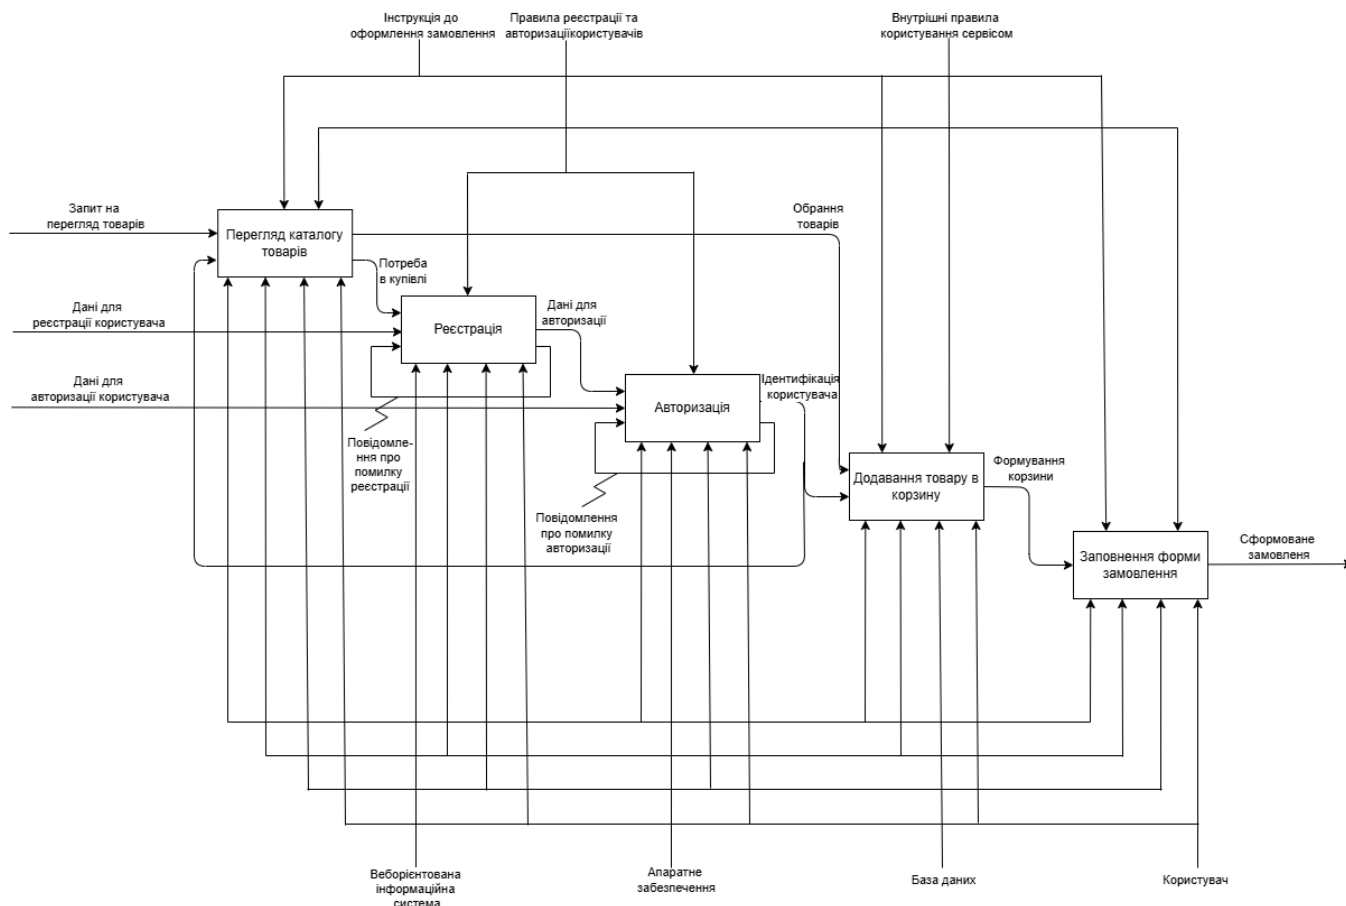 Інструкція до
оформлення замовлення
Правила реєстрації та
авторизаціїкористувачів
Внутрішні правила
користування сервісом
Запит на
перегляд товарів
Перегляд каталогу
товарів
Обрання
товарів
Потреба
в купівлі
Дані для
реєстрації користувача
Реєстрація
Дані для
авторизації
Дані для
авторизації користувача
Авторизація
Ідентифікація
користувача
Повідомле-
ння про
помилку
реєстрації
Повідомлення
про помилку
авторизації
Додавання товару в
корзину
Формування
корзини
Заповнення форми
замовлення
Сформоване
замовленя
Веборієнтована
інформаційна
система
Апаратне
забезпечення
База даних
Користувач